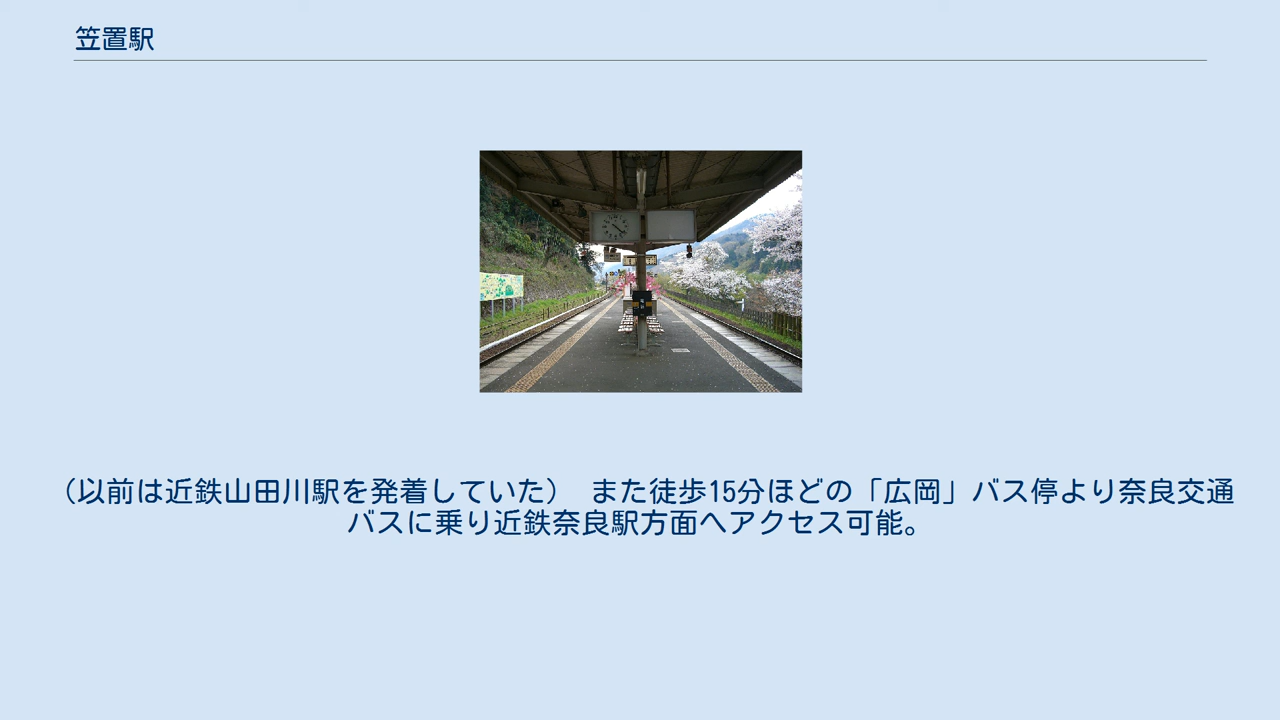 笠置駅
（以前は近鉄山田川駅を発着していた）　また徒歩15分ほどの「広岡」バス停より奈良交通
バスに乗り近鉄奈良駅方面へアクセス可能。